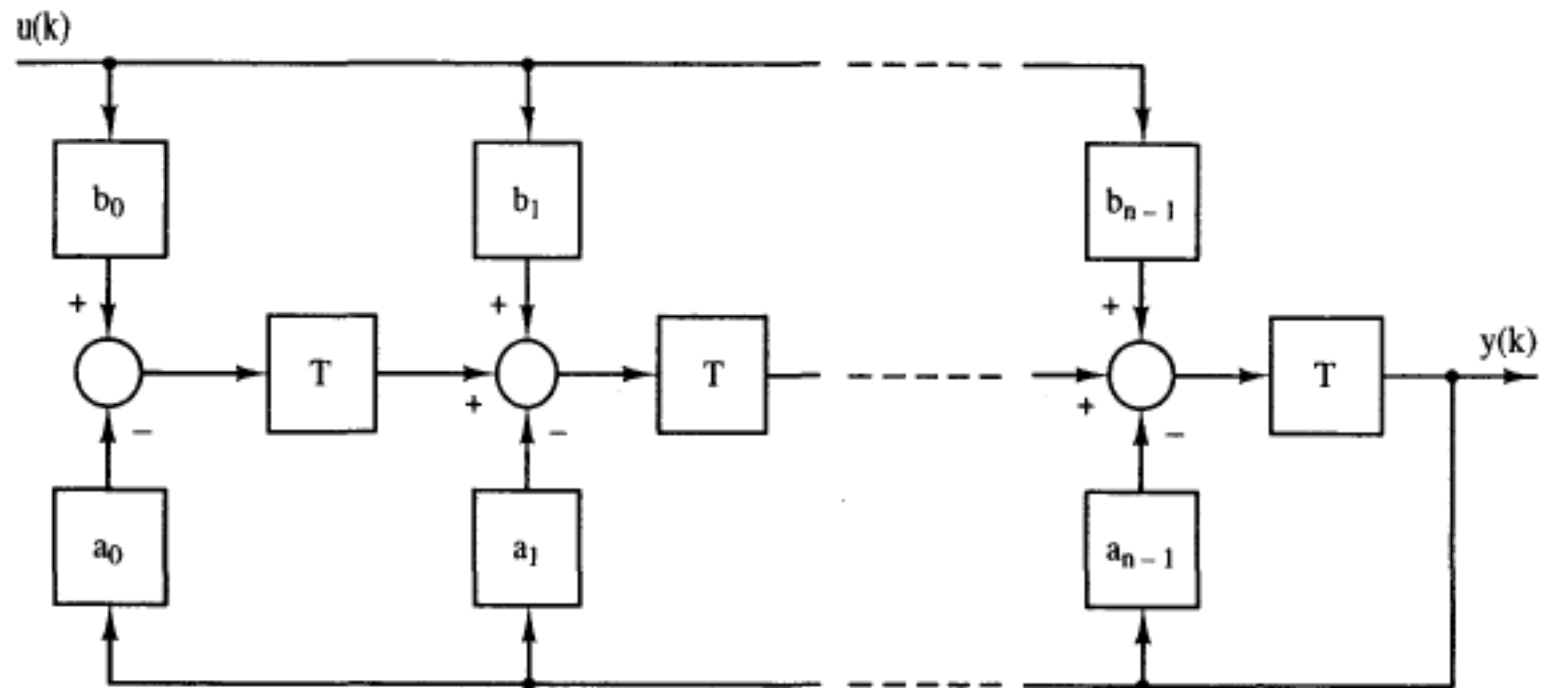 u(k)
b₀ b₁ bₙ₋₁
+ + +
T T T y(k)
+ +
− − −
a₀ a₁ aₙ₋₁